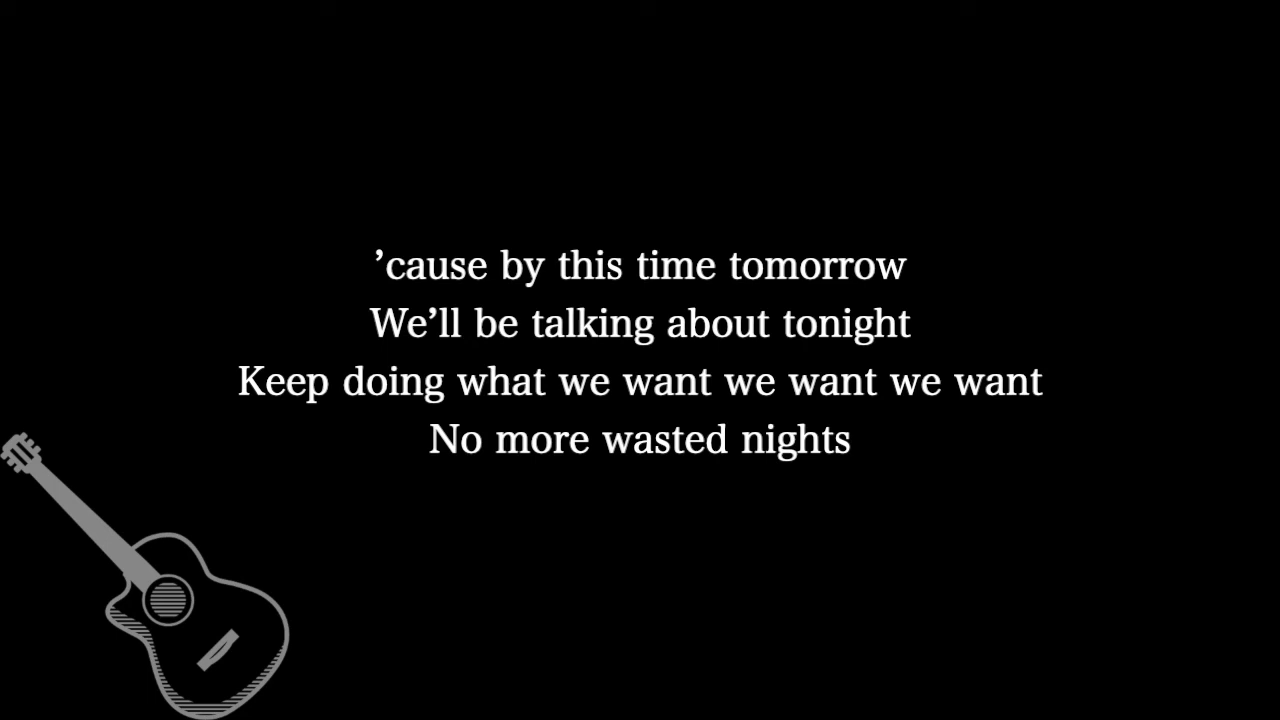 ’cause by this time tomorrow
We’ll be talking about tonight
Keep doing what we want we want we want
No more wasted nights